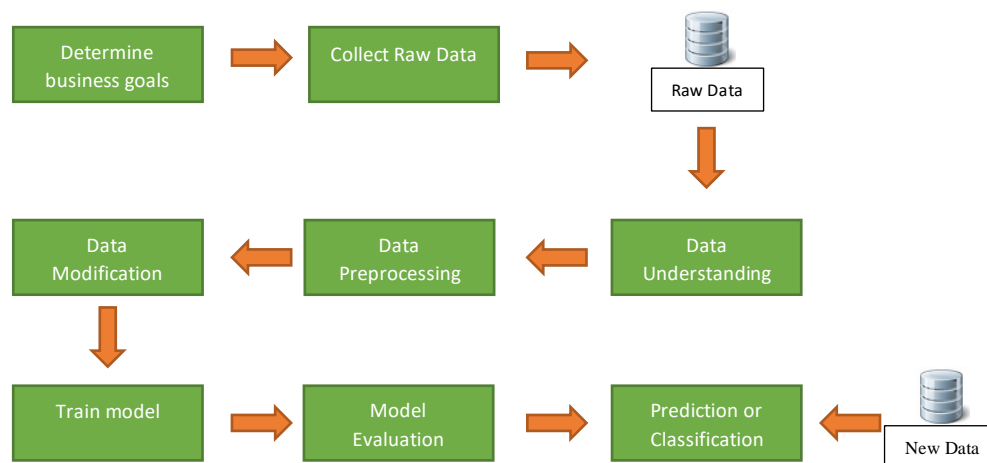 Determine
business goals
Collect Raw Data
Raw Data
Data
Understanding
Data
Preprocessing
Data
Modification
Train model
Model
Evaluation
Prediction or
Classification
New Data